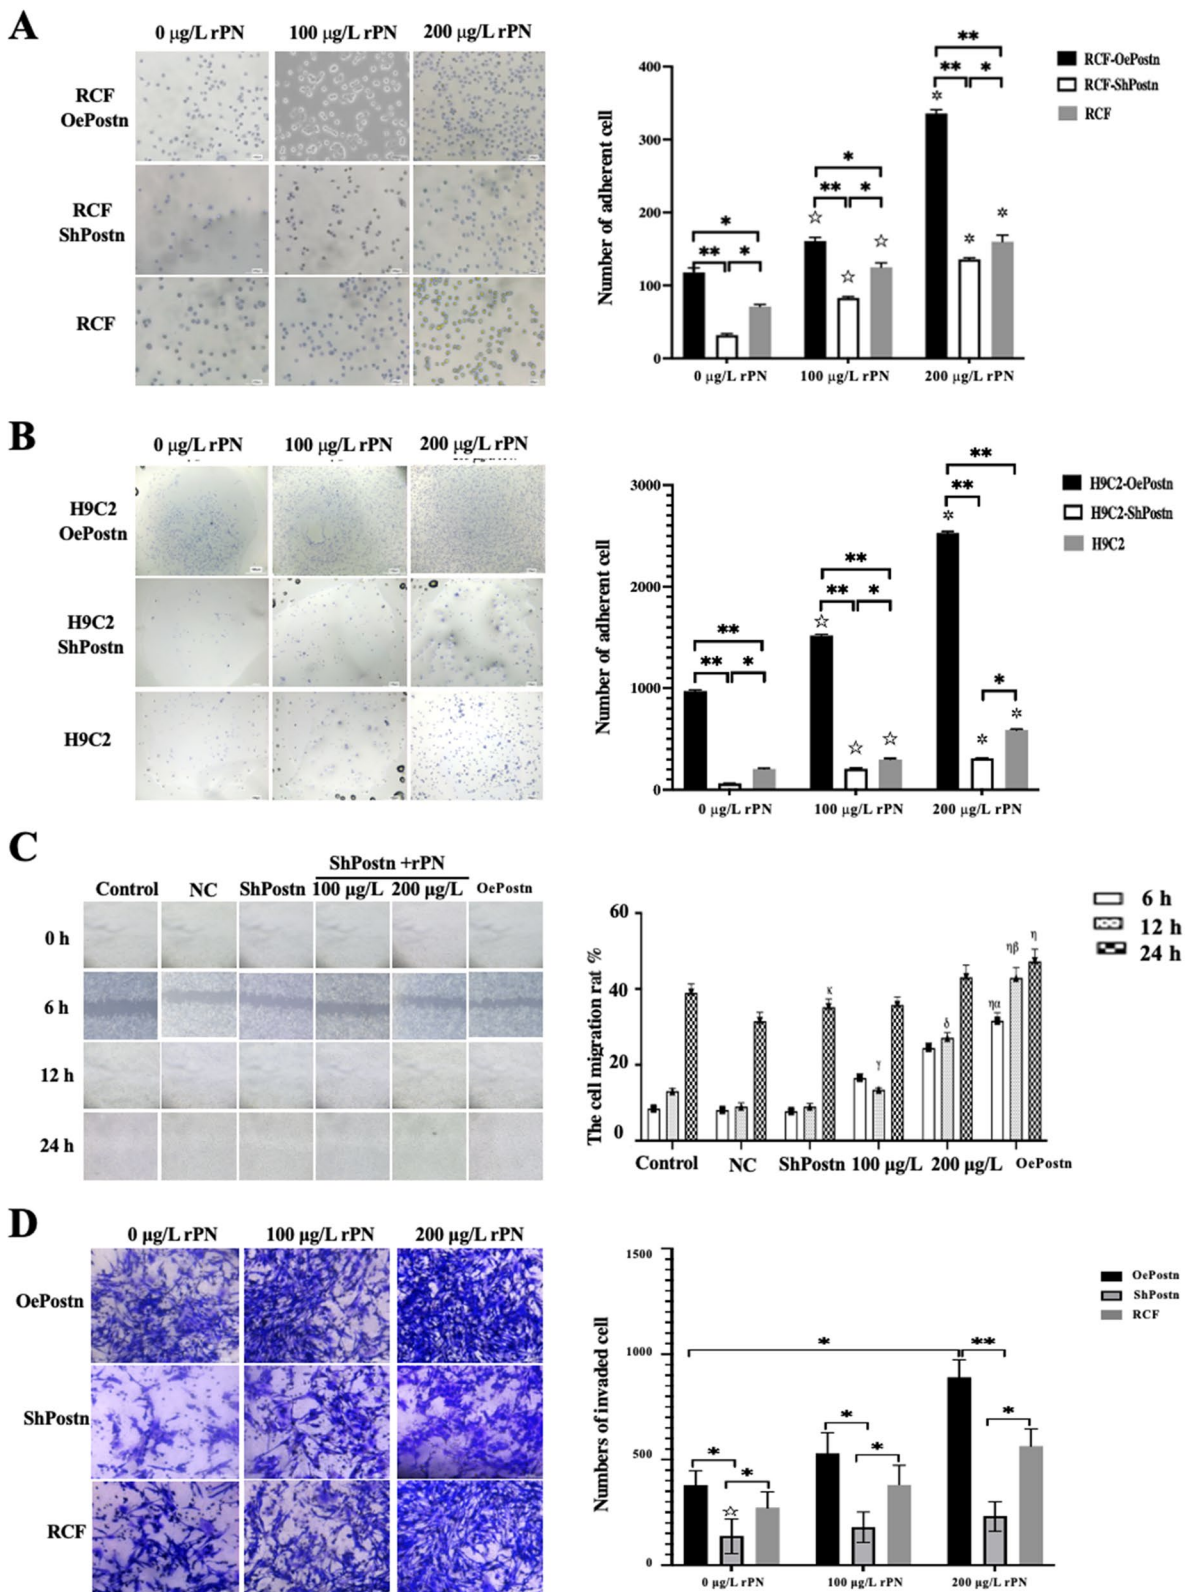 A
0 μg/L rPN 100 μg/L rPN 200 μg/L rPN
RCF
OePostn
RCF
ShPostn
RCF
Number of adherent cell
400
300
200
100
0
** 
** *
*
** *
*
** *
☆ ☆ ☆
✲ ✲ ✲
0 μg/L rPN 100 μg/L rPN 200 μg/L rPN
RCF-OePostn
RCF-ShPostn
RCF
B
0 μg/L rPN 100 μg/L rPN 200 μg/L rPN
H9C2
OePostn
H9C2
ShPostn
H9C2
Number of adherent cell
3000
2000
1000
0
**
**
**
** *
**
** *
*
☆ ☆ ☆
✲ ✲ ✲
0 μg/L rPN 100 μg/L rPN 200 μg/L rPN
H9C2-OePostn
H9C2-ShPostn
H9C2
C
ShPostn +rPN
Control NC ShPostn 100 μg/L 200 μg/L OePostn
0 h
6 h
12 h
24 h
The cell migration rat %
60
40
20
0
κ γ δ ηα ηβ η
Control NC ShPostn 100 μg/L 200 μg/L OePostn
6 h
12 h
24 h
D
0 μg/L rPN 100 μg/L rPN 200 μg/L rPN
OePostn
ShPostn
RCF
Numbers of invaded cell
1500
1000
500
0
* **
* *
* *
*
☆
0 μg/L rPN 100 μg/L rPN 200 μg/L rPN
OePostn
ShPostn
RCF